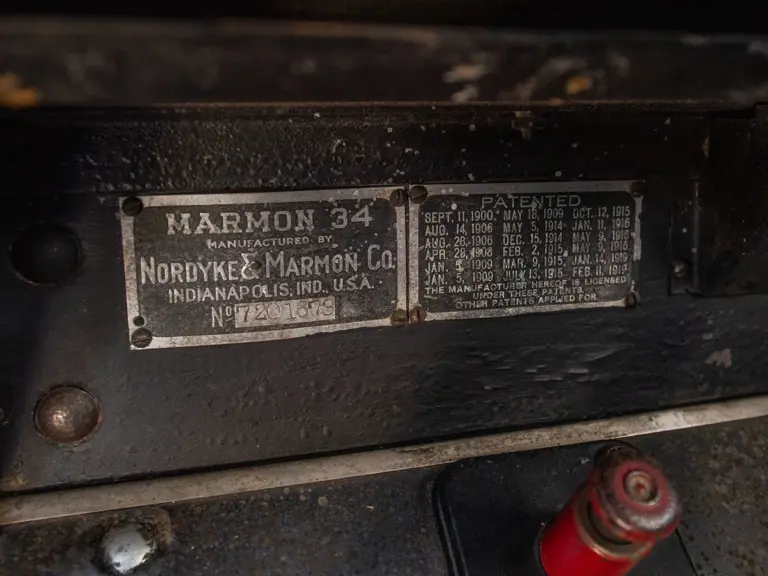 MARMON 34
MANUFACTURED BY
NORDYKE & MARMON CO.
INDIANAPOLIS, IND., U.S.A.
No 7201678
PATENTED
SEPT. 11, 1900. MAY 18, 1909 OCT. 12, 1915
AUG. 14, 1906 MAY 5, 1914 JAN. 11, 1916
AUG. 28, 1906 DEC. 15, 1914
APR. 28, 1908 FEB. 2, 1915
1909 MAR. 9, 1915 JAN. 14, 1919
JAN. 5, 1909 JULY 13, 1915 FEB. 11, 1919
THE MANUFACTURER HEREOF IS LICENSED
UNDER THESE PATENTS
OTHER PATENTS APPLIED FOR